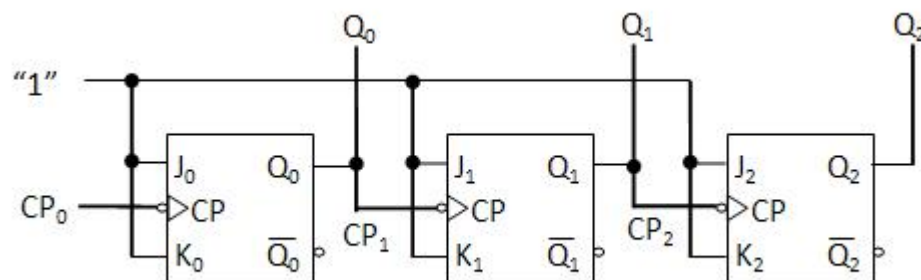 Q₀ Q₁ Q₂
“1”
J₀ Q₀ J₁ Q₁ J₂ Q₂
CP₀ CP CP₁ CP CP₂ CP
K₀ Q̅₀ K₁ Q̅₁ K₂ Q̅₂